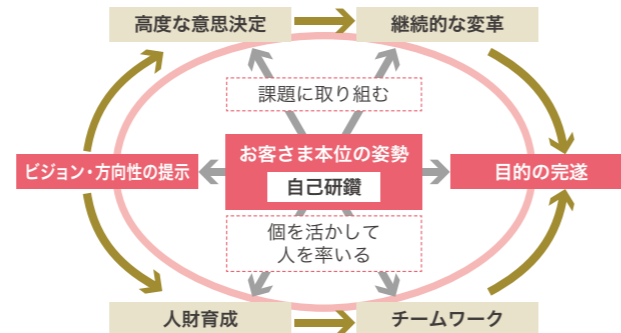 高度な意思決定
継続的な変革
課題に取り組む
ビジョン・方向性の提示
お客さま本位の姿勢
自己研鑽
目的の完遂
個を活かして
人を率いる
人財育成
チームワーク